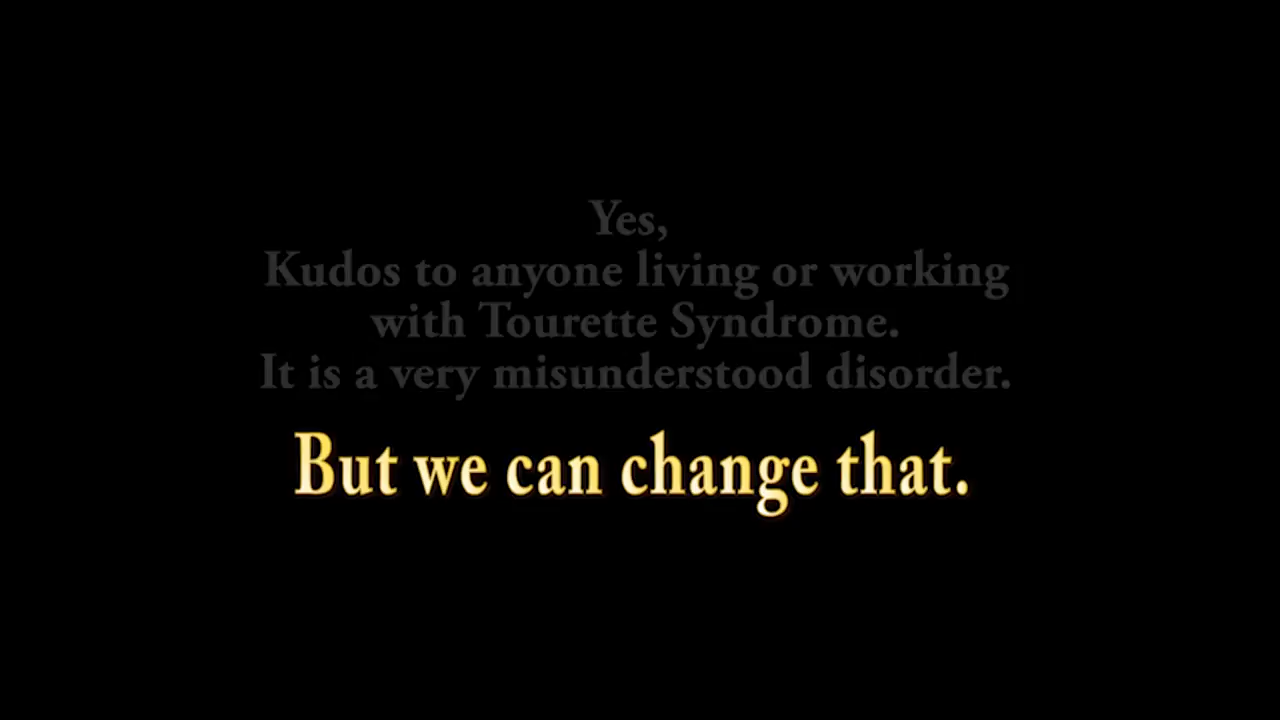 Yes,
Kudos to anyone living or working
with Tourette Syndrome.
It is a very misunderstood disorder.
But we can change that.